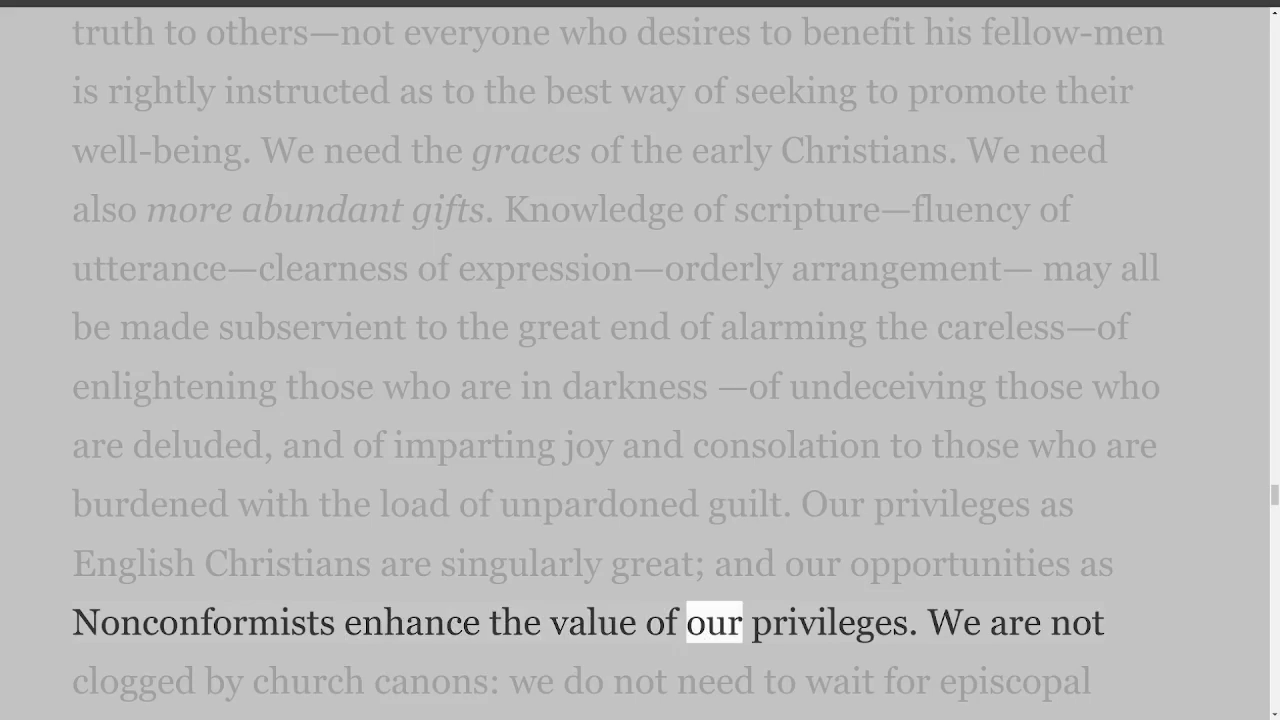 truth to others—not everyone who desires to benefit his fellow-men
is rightly instructed as to the best way of seeking to promote their
well-being. We need the graces of the early Christians. We need
also more abundant gifts. Knowledge of scripture—fluency of
utterance—clearness of expression—orderly arrangement— may all
be made subservient to the great end of alarming the careless—of
enlightening those who are in darkness —of undeceiving those who
are deluded, and of imparting joy and consolation to those who are
burdened with the load of unpardoned guilt. Our privileges as
English Christians are singularly great; and our opportunities as
Nonconformists enhance the value of our privileges. We are not
clogged by church canons: we do not need to wait for episcopal